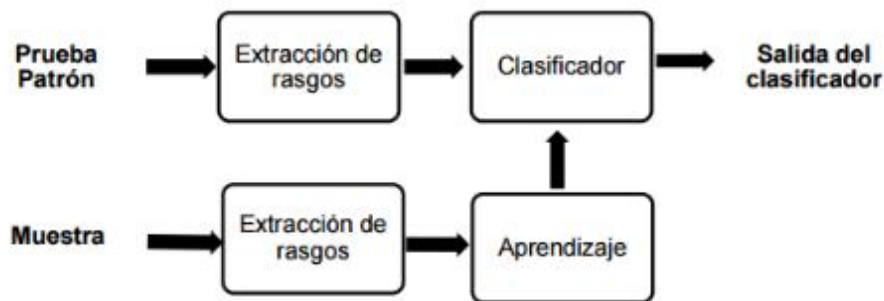 Prueba
Patrón
Extracción de
rasgos
Clasificador
Salida del
clasificador
Muestra
Extracción de
rasgos
Aprendizaje